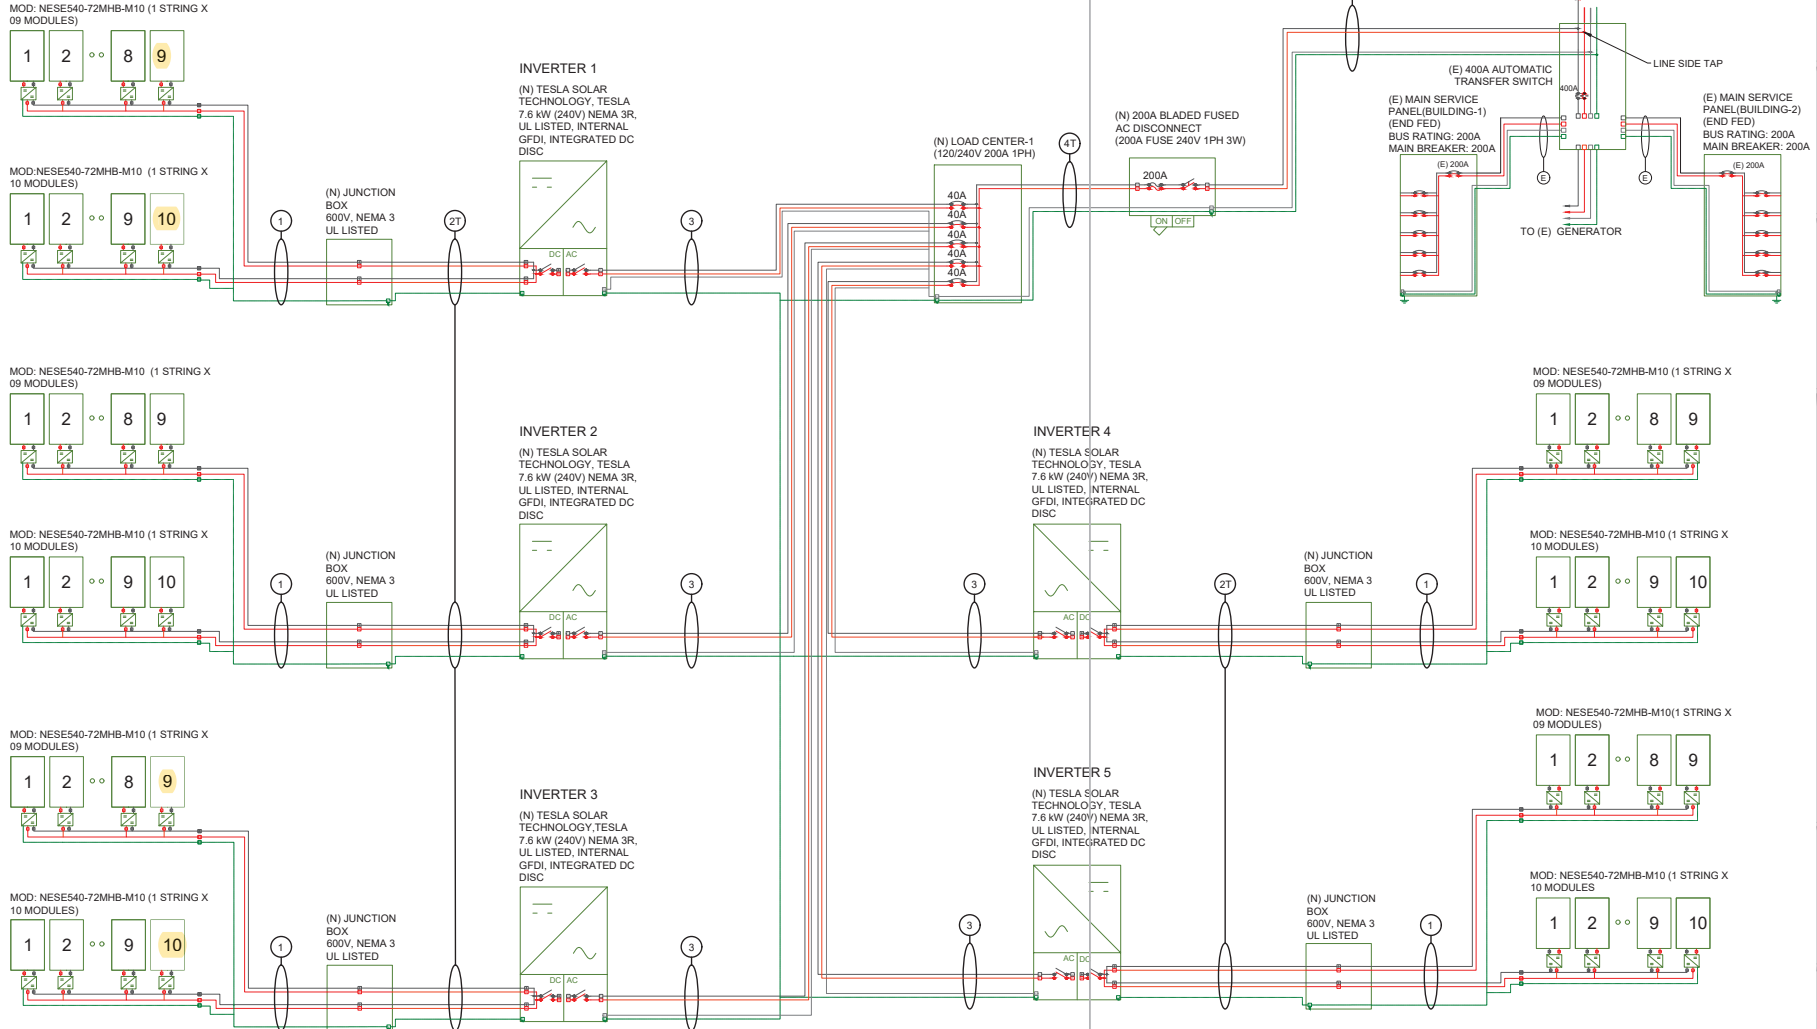 MOD: NESE540-72MHB-M10 (1 STRING X
09 MODULES)
1 2 8 9
MOD:NESE540-72MHB-M10 (1 STRING X
10 MODULES)
1 2 9 10
1
(N) JUNCTION
BOX
600V, NEMA 3
UL LISTED
2T
INVERTER 1
(N) TESLA SOLAR
TECHNOLOGY, TESLA
7.6 kW (240V) NEMA 3R,
UL LISTED, INTERNAL
GFDI, INTEGRATED DC
DISC
DC AC
3
(N) LOAD CENTER-1
(120/240V 200A 1PH)
40A
40A
40A
40A
40A
4T
(N) 200A BLADED FUSED
AC DISCONNECT
(200A FUSE 240V 1PH 3W)
200A
ON OFF
(E) 400A AUTOMATIC
TRANSFER SWITCH
400A
LINE SIDE TAP
(E) MAIN SERVICE
PANEL(BUILDING-1)
(END FED)
BUS RATING: 200A
MAIN BREAKER: 200A
(E) 200A
E
E
TO (E) GENERATOR
(E) MAIN SERVICE
PANEL(BUILDING-2)
(END FED)
BUS RATING: 200A
MAIN BREAKER: 200A
(E) 200A
MOD: NESE540-72MHB-M10 (1 STRING X
09 MODULES)
1 2 8 9
MOD: NESE540-72MHB-M10 (1 STRING X
10 MODULES)
1 2 9 10
1
(N) JUNCTION
BOX
600V, NEMA 3
UL LISTED
INVERTER 2
(N) TESLA SOLAR
TECHNOLOGY, TESLA
7.6 kW (240V) NEMA 3R,
UL LISTED, INTERNAL
GFDI, INTEGRATED DC
DISC
DC AC
3
3
INVERTER 4
(N) TESLA SOLAR
TECHNOLOGY, TESLA
7.6 kW (240V) NEMA 3R,
UL LISTED, INTERNAL
GFDI, INTEGRATED DC
DISC
AC DC
2T
(N) JUNCTION
BOX
600V, NEMA 3
UL LISTED
1
MOD: NESE540-72MHB-M10 (1 STRING X
09 MODULES)
1 2 8 9
MOD: NESE540-72MHB-M10 (1 STRING X
10 MODULES)
1 2 9 10
MOD: NESE540-72MHB-M10 (1 STRING X
09 MODULES)
1 2 8 9
MOD: NESE540-72MHB-M10 (1 STRING X
10 MODULES)
1 2 9 10
1
(N) JUNCTION
BOX
600V, NEMA 3
UL LISTED
INVERTER 3
(N) TESLA SOLAR
TECHNOLOGY,TESLA
7.6 kW (240V) NEMA 3R,
UL LISTED, INTERNAL
GFDI, INTEGRATED DC
DISC
DC AC
3
3
INVERTER 5
(N) TESLA SOLAR
TECHNOLOGY, TESLA
7.6 kW (240V) NEMA 3R,
UL LISTED, INTERNAL
GFDI, INTEGRATED DC
DISC
AC DC
(N) JUNCTION
BOX
600V, NEMA 3
UL LISTED
1
MOD: NESE540-72MHB-M10(1 STRING X
09 MODULES)
1 2 8 9
MOD: NESE540-72MHB-M10 (1 STRING X
10 MODULES
1 2 9 10